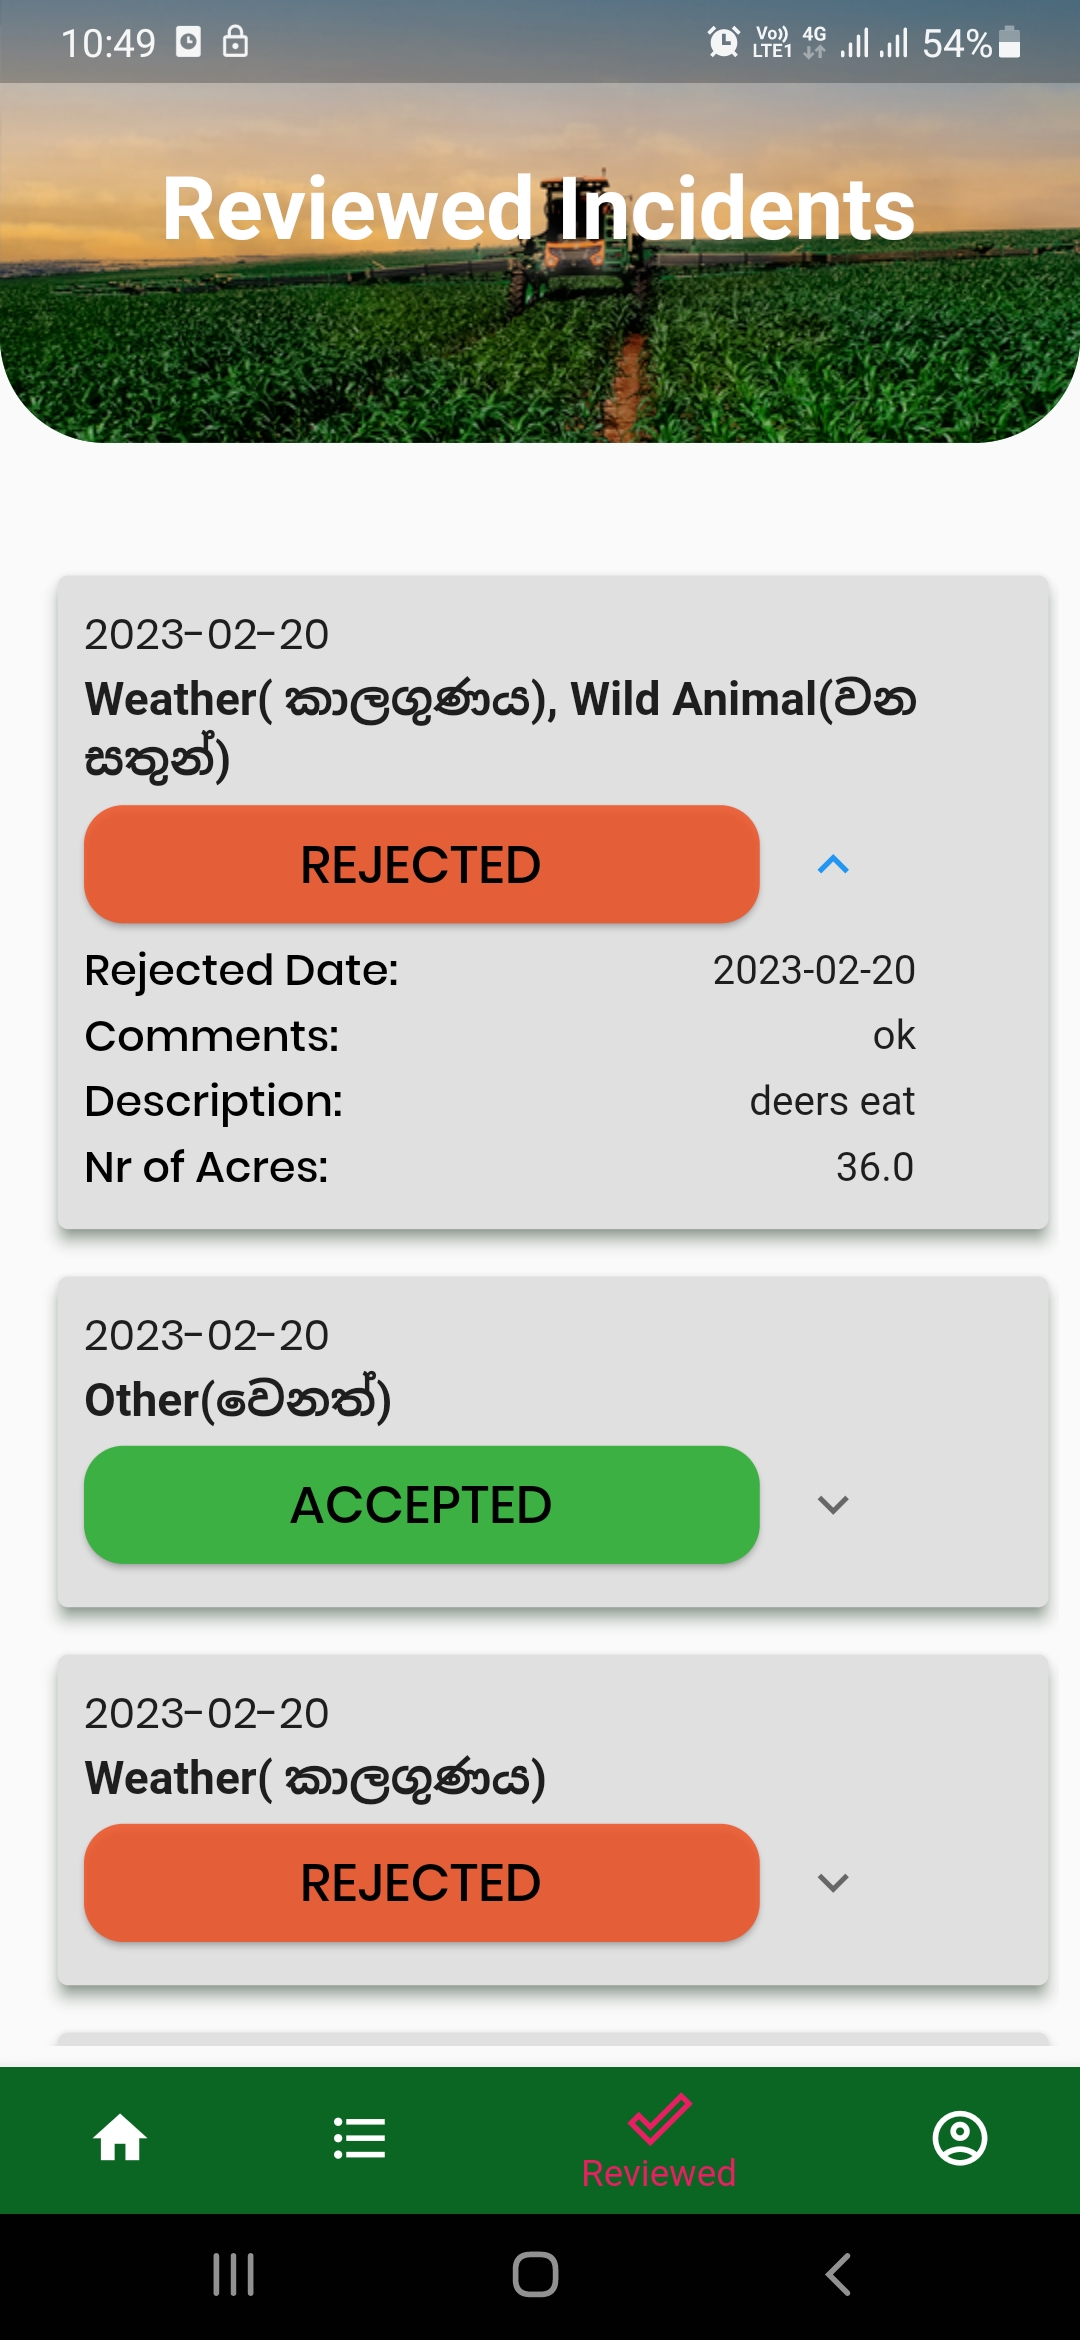 10:49
Vo)) LTE1 4G 54%
Reviewed Incidents
2023-02-20
Weather( කාලගුණය), Wild Animal(වන
සතුන්)
REJECTED
Rejected Date: 2023-02-20
Comments: ok
Description: deers eat
Nr of Acres: 36.0
2023-02-20
Other(වෙනත්)
ACCEPTED
2023-02-20
Weather( කාලගුණය)
REJECTED
Reviewed